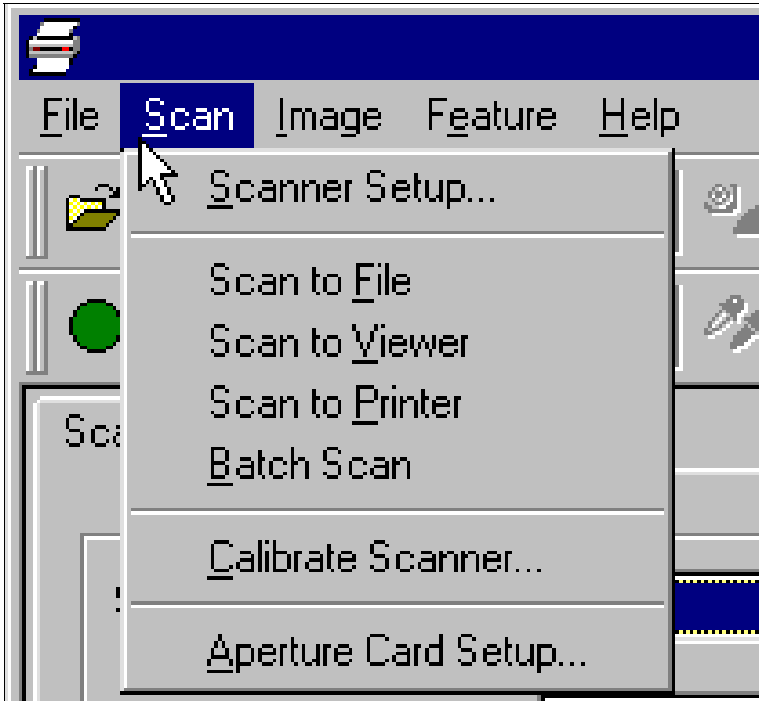 File Scan Image Feature Help
Scanner Setup...
Scan to File
Scan to Viewer
Scan to Printer
Batch Scan
Calibrate Scanner...
Aperture Card Setup...